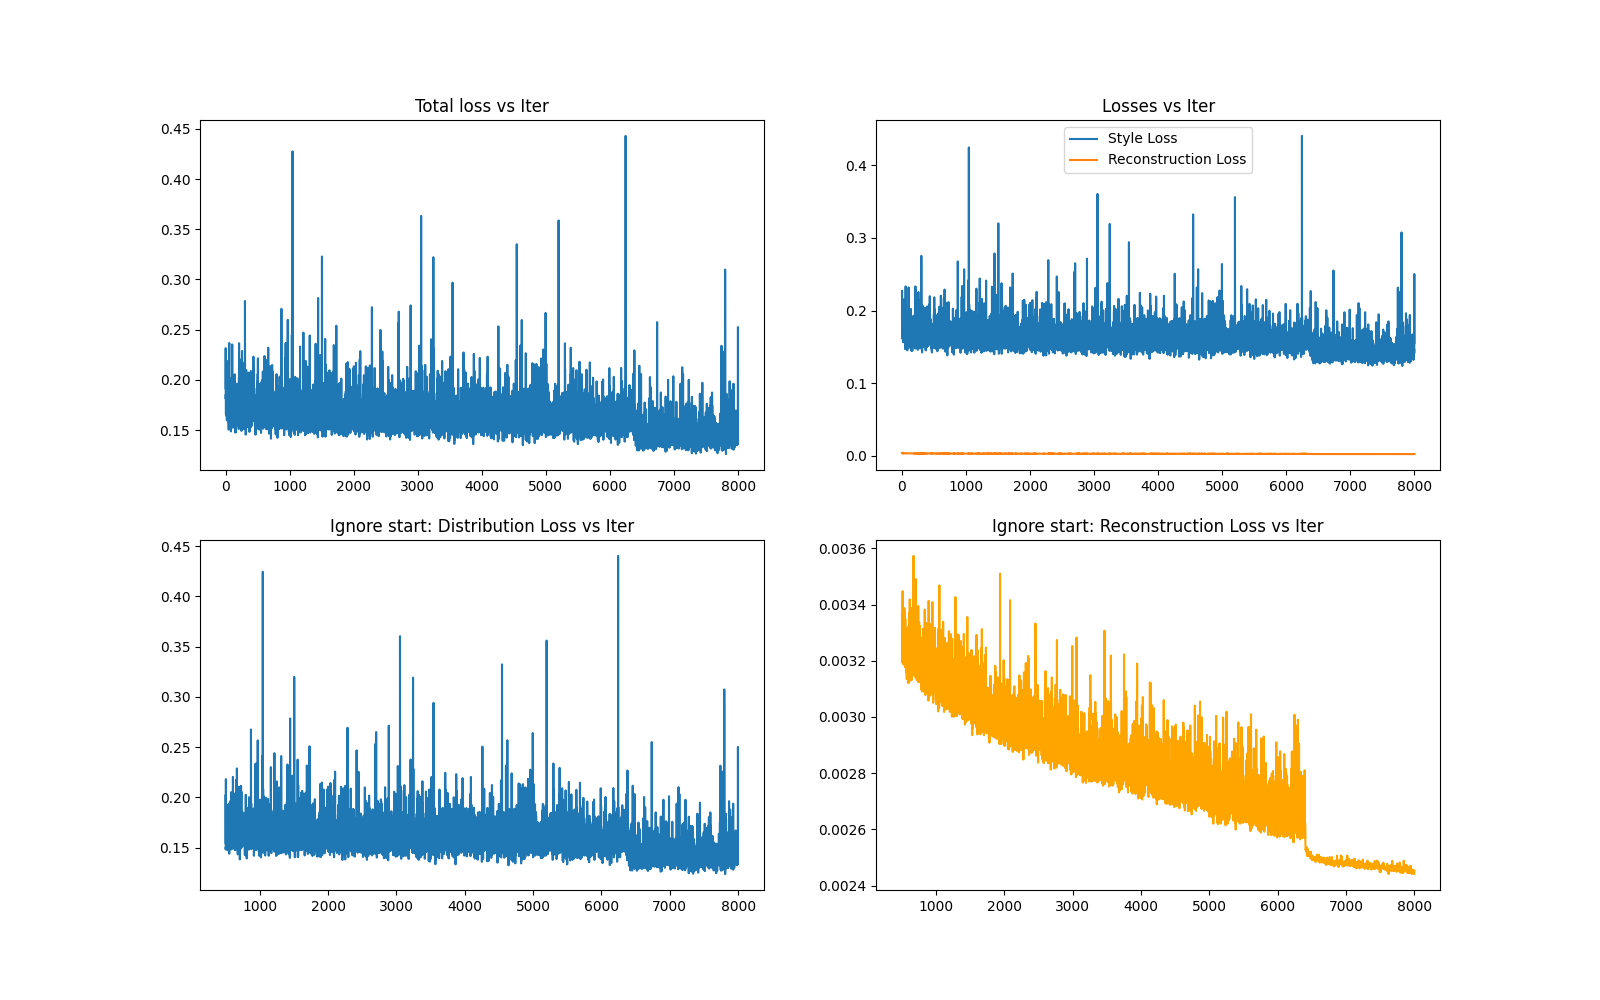 Total loss vs Iter
0.45
0.40
0.35
0.30
0.25
0.20
0.15
0 1000 2000 3000 4000 5000 6000 7000 8000
Losses vs Iter
Style Loss
Reconstruction Loss
0.4
0.3
0.2
0.1
0.0
0 1000 2000 3000 4000 5000 6000 7000 8000
Ignore start: Distribution Loss vs Iter
0.45
0.40
0.35
0.30
0.25
0.20
0.15
1000 2000 3000 4000 5000 6000 7000 8000
Ignore start: Reconstruction Loss vs Iter
0.0036
0.0034
0.0032
0.0030
0.0028
0.0026
0.0024
1000 2000 3000 4000 5000 6000 7000 8000